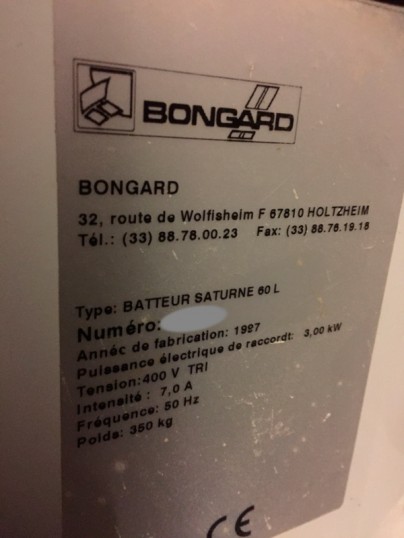 BONGARD
BONGARD
32, route de Wolfisheim F 67810 HOLTZHEIM
Tél.: (33) 88.78.00.23 Fax: (33) 88.76.19.18
Type: BATTEUR SATURNE 60 L
Numéro:
Année de fabrication: 1997
Puissance électrique de raccordt: 3,00 kW
Tension:400 V TRI
Intensité : 7,0 A
Fréquence: 50 Hz
Poids: 350 kg
CE